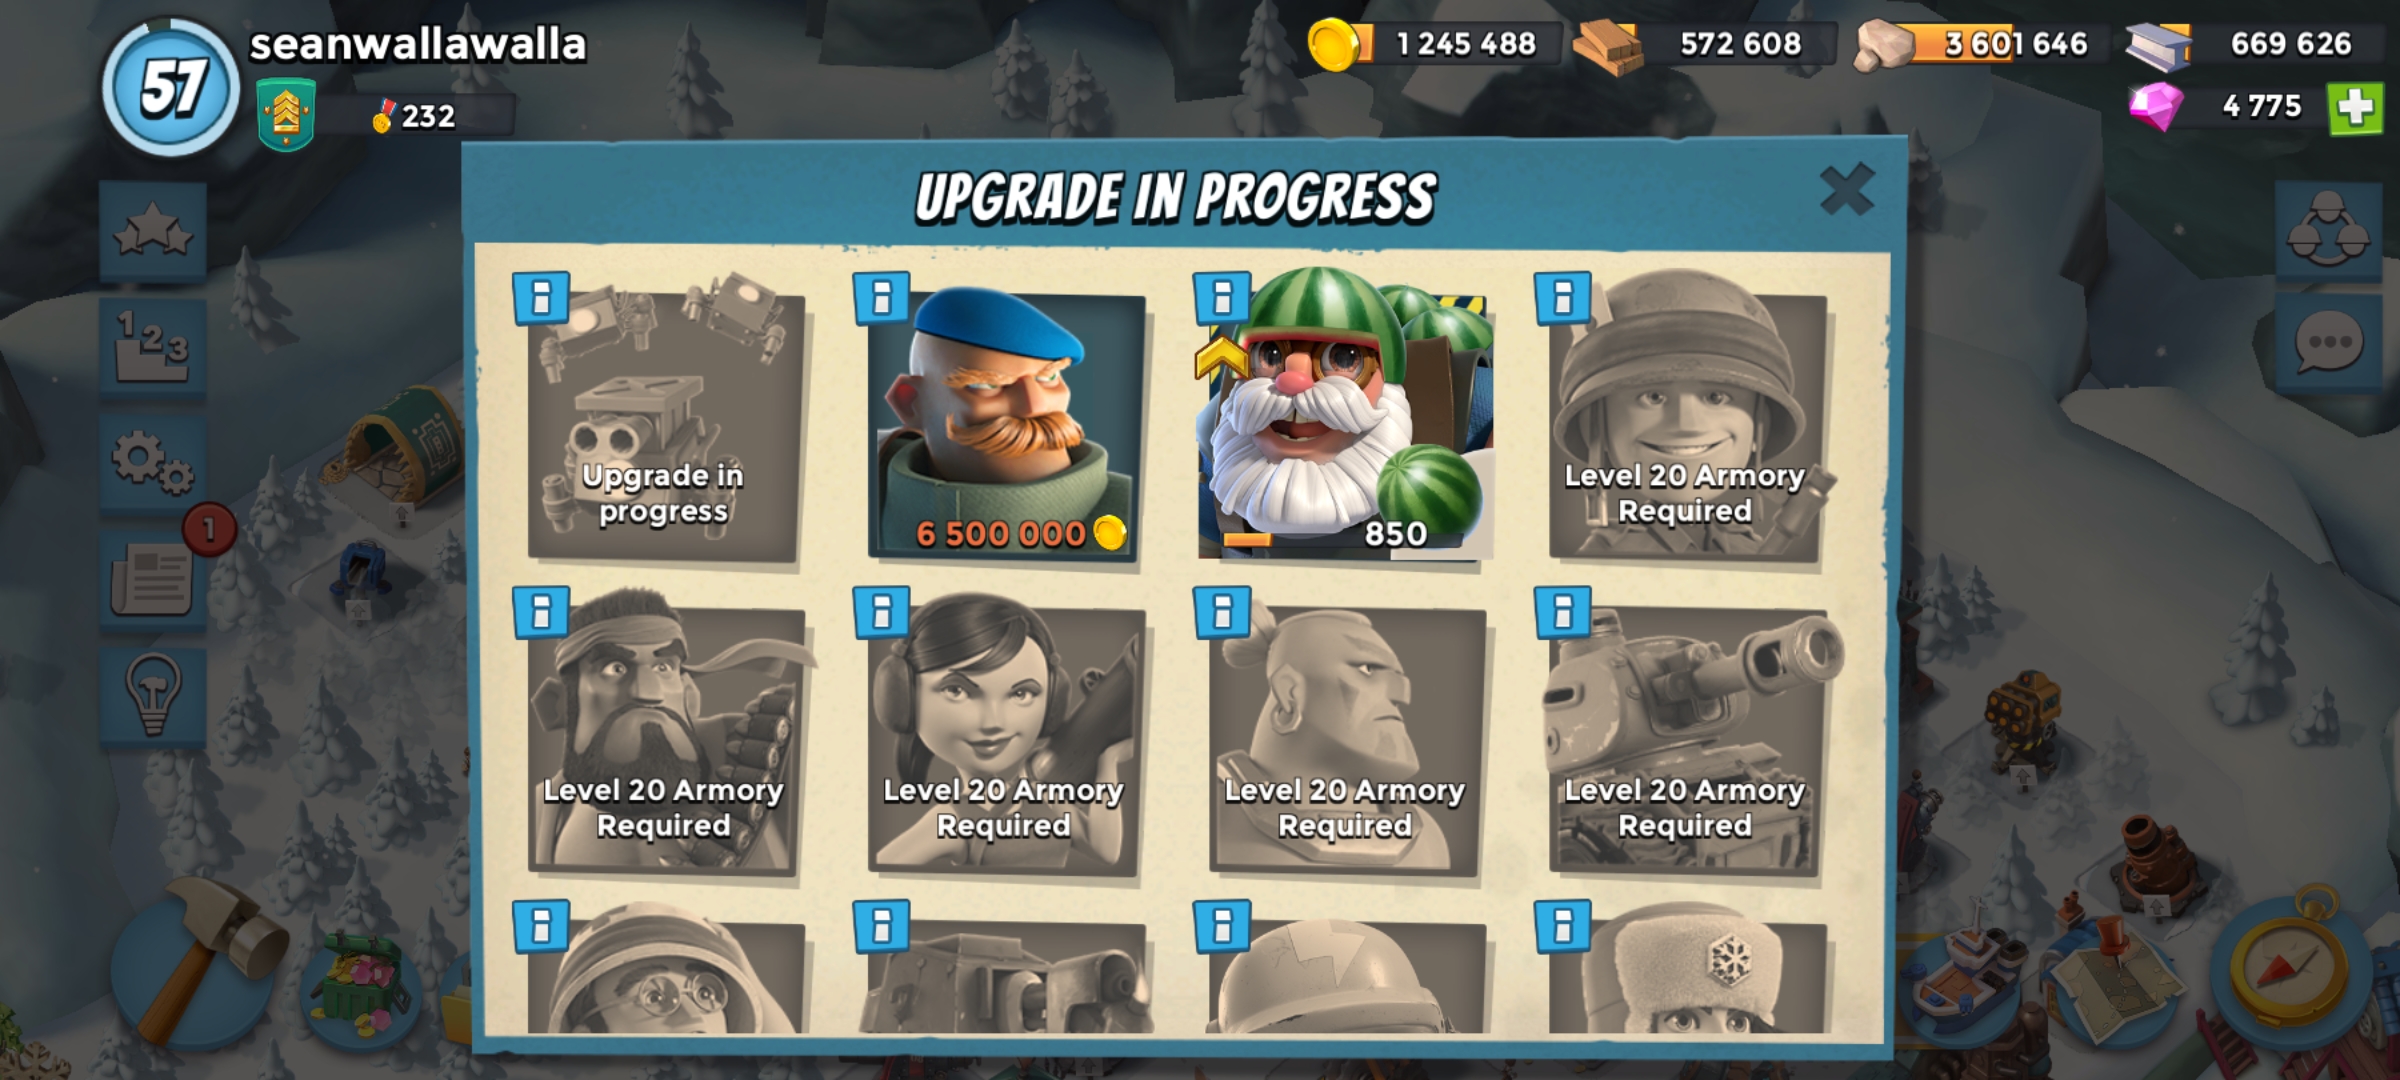 57
seanwallawalla
232
1 245 488
572 608
3 601 646
669 626
4 775
UPGRADE IN PROGRESS
123
1
Upgrade in
progress
6 500 000
850
Level 20 Armory
Required
Level 20 Armory
Required
Level 20 Armory
Required
Level 20 Armory
Required
Level 20 Armory
Required